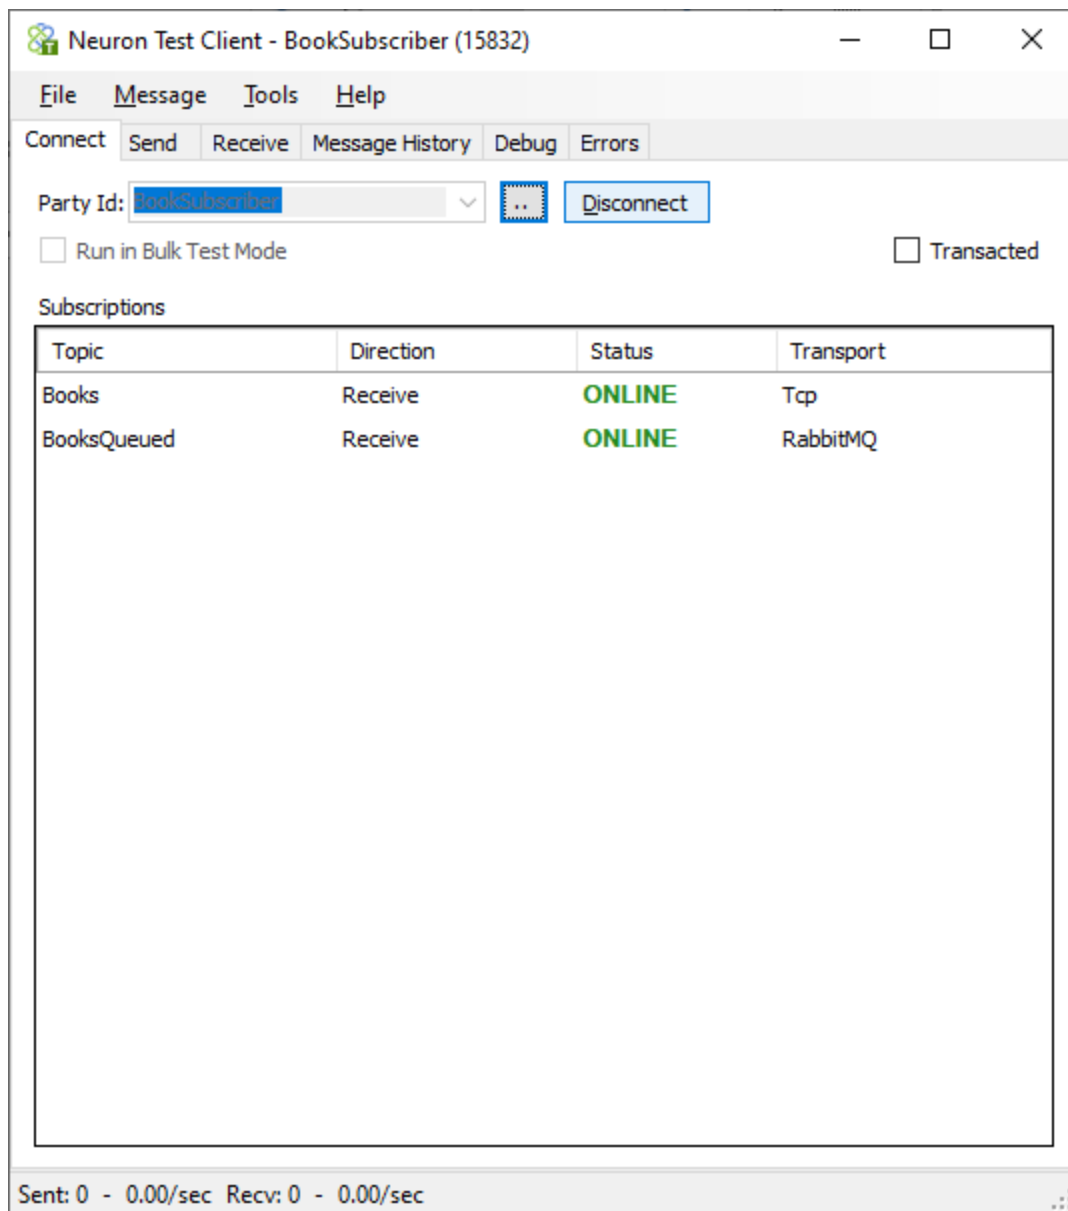 Neuron Test Client - BookSubscriber (15832)
File Message Tools Help
Connect Send Receive Message History Debug Errors
Party Id: BookSubscriber .. Disconnect
Run in Bulk Test Mode Transacted
Subscriptions
Topic Direction Status Transport
Books Receive ONLINE Tcp
BooksQueued Receive ONLINE RabbitMQ
Sent: 0 - 0.00/sec Recv: 0 - 0.00/sec